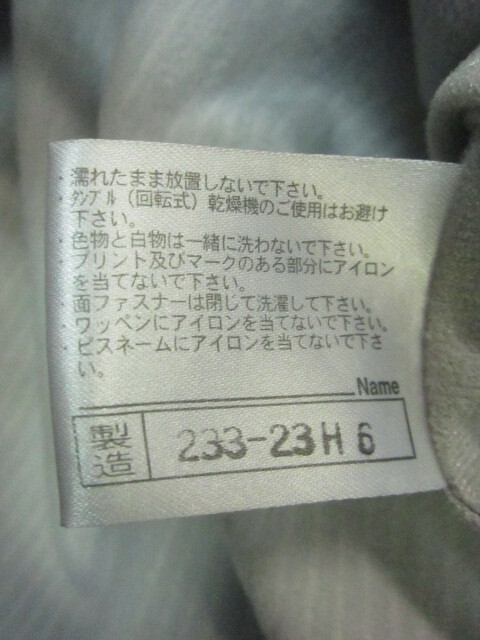 ・濡れたまま放置しないで下さい。
・タンブル（回転式）乾燥機のご使用はお避け
下さい。
・色物と白物は一緒に洗わないで下さい。
・プリント及びマークのある部分にアイロン
を当てないで下さい。
・面ファスナーは閉じて洗濯して下さい。
・ワッペンにアイロンを当てないで下さい。
・ピスネームにアイロンを当てないで下さ
い。
Name
製造 233-23H6